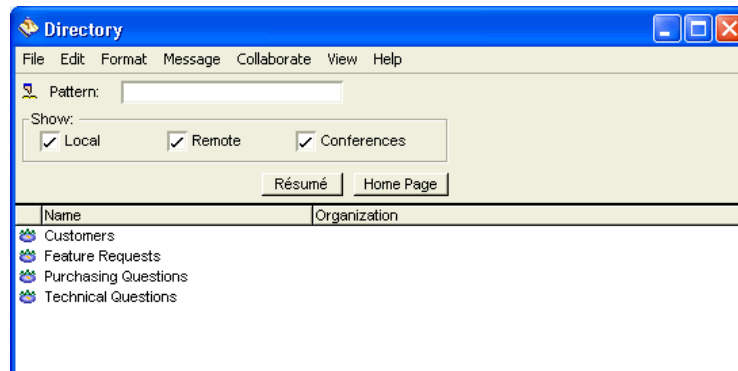 Directory
File Edit Format Message Collaborate View Help
Pattern:
Show:
Local Remote Conferences
Résumé Home Page
Name Organization
Customers
Feature Requests
Purchasing Questions
Technical Questions